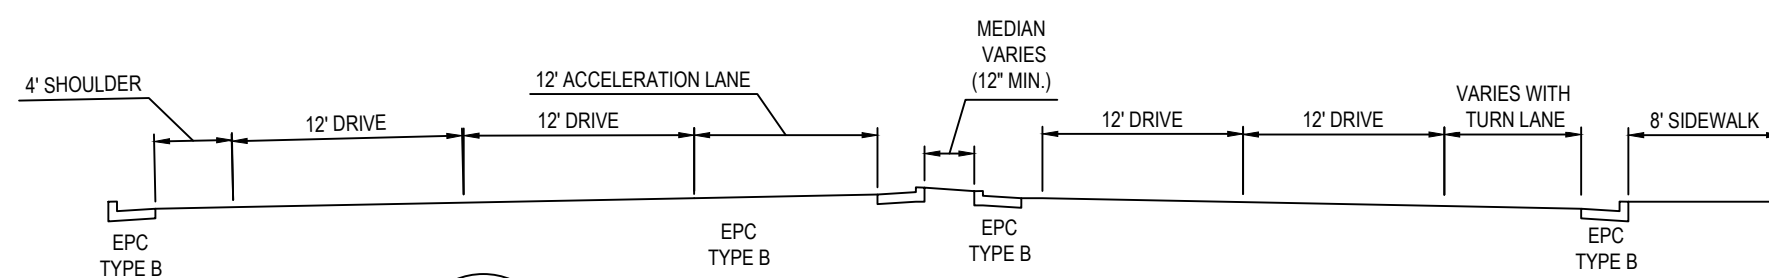 MEDIAN
VARIES
(12" MIN.)
4' SHOULDER
12' ACCELERATION LANE
12' DRIVE
12' DRIVE
12' DRIVE
12' DRIVE
VARIES WITH
TURN LANE
8' SIDEWALK
EPC
TYPE B
EPC
TYPE B
EPC
TYPE B
EPC
TYPE B